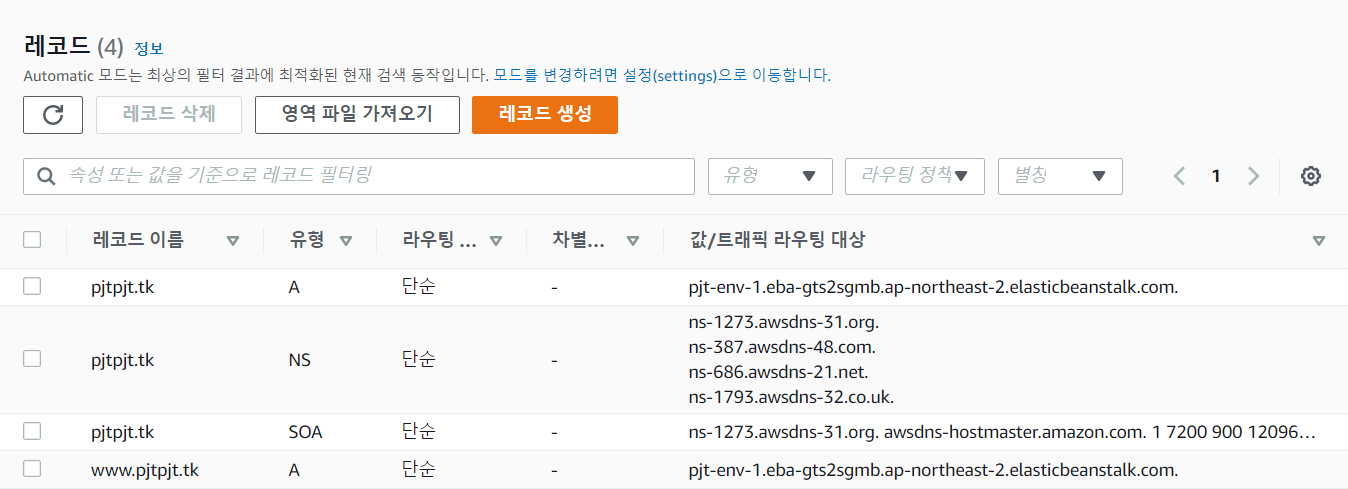 레코드 (4) 정보
Automatic 모드는 최상의 필터 결과에 최적화된 현재 검색 동작입니다. 모드를 변경하려면 설정(settings)으로 이동합니다.
레코드 삭제 영역 파일 가져오기 레코드 생성
속성 또는 값을 기준으로 레코드 필터링 유형 라우팅 정책 별칭 1
레코드 이름 유형 라우팅 ... 차별... 값/트래픽 라우팅 대상
pjtpjt.tk A 단순 - pjt-env-1.eba-gts2sgmb.ap-northeast-2.elasticbeanstalk.com.
ns-1273.awsdns-31.org.
ns-387.awsdns-48.com.
pjtpjt.tk NS 단순 - ns-686.awsdns-21.net.
ns-1793.awsdns-32.co.uk.
pjtpjt.tk SOA 단순 - ns-1273.awsdns-31.org. awsdns-hostmaster.amazon.com. 1 7200 900 12096...
www.pjtpjt.tk A 단순 - pjt-env-1.eba-gts2sgmb.ap-northeast-2.elasticbeanstalk.com.